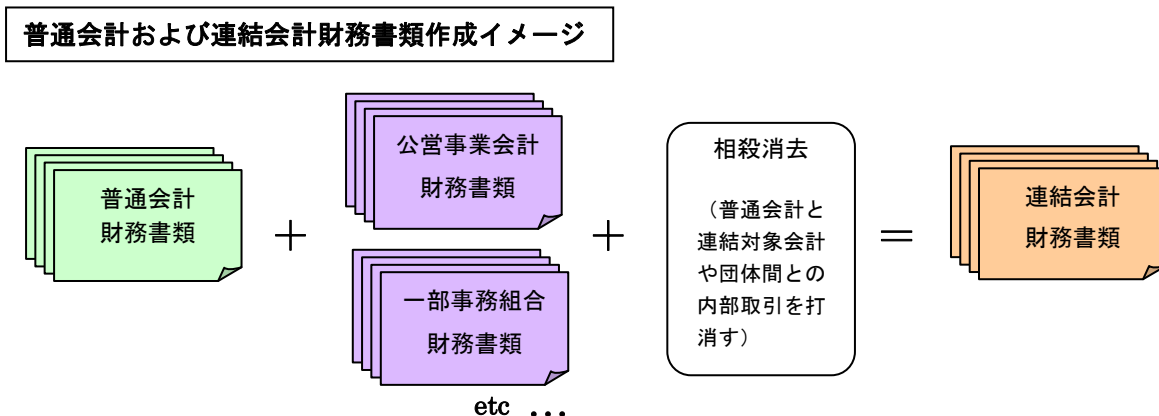 普通会計および連結会計財務書類作成イメージ
普通会計
財務書類
＋
公営事業会計
財務書類
一部事務組合
財務書類
etc ...
＋
相殺消去
（普通会計と
連結対象会計
や団体間との
内部取引を打
消す）
＝
連結会計
財務書類